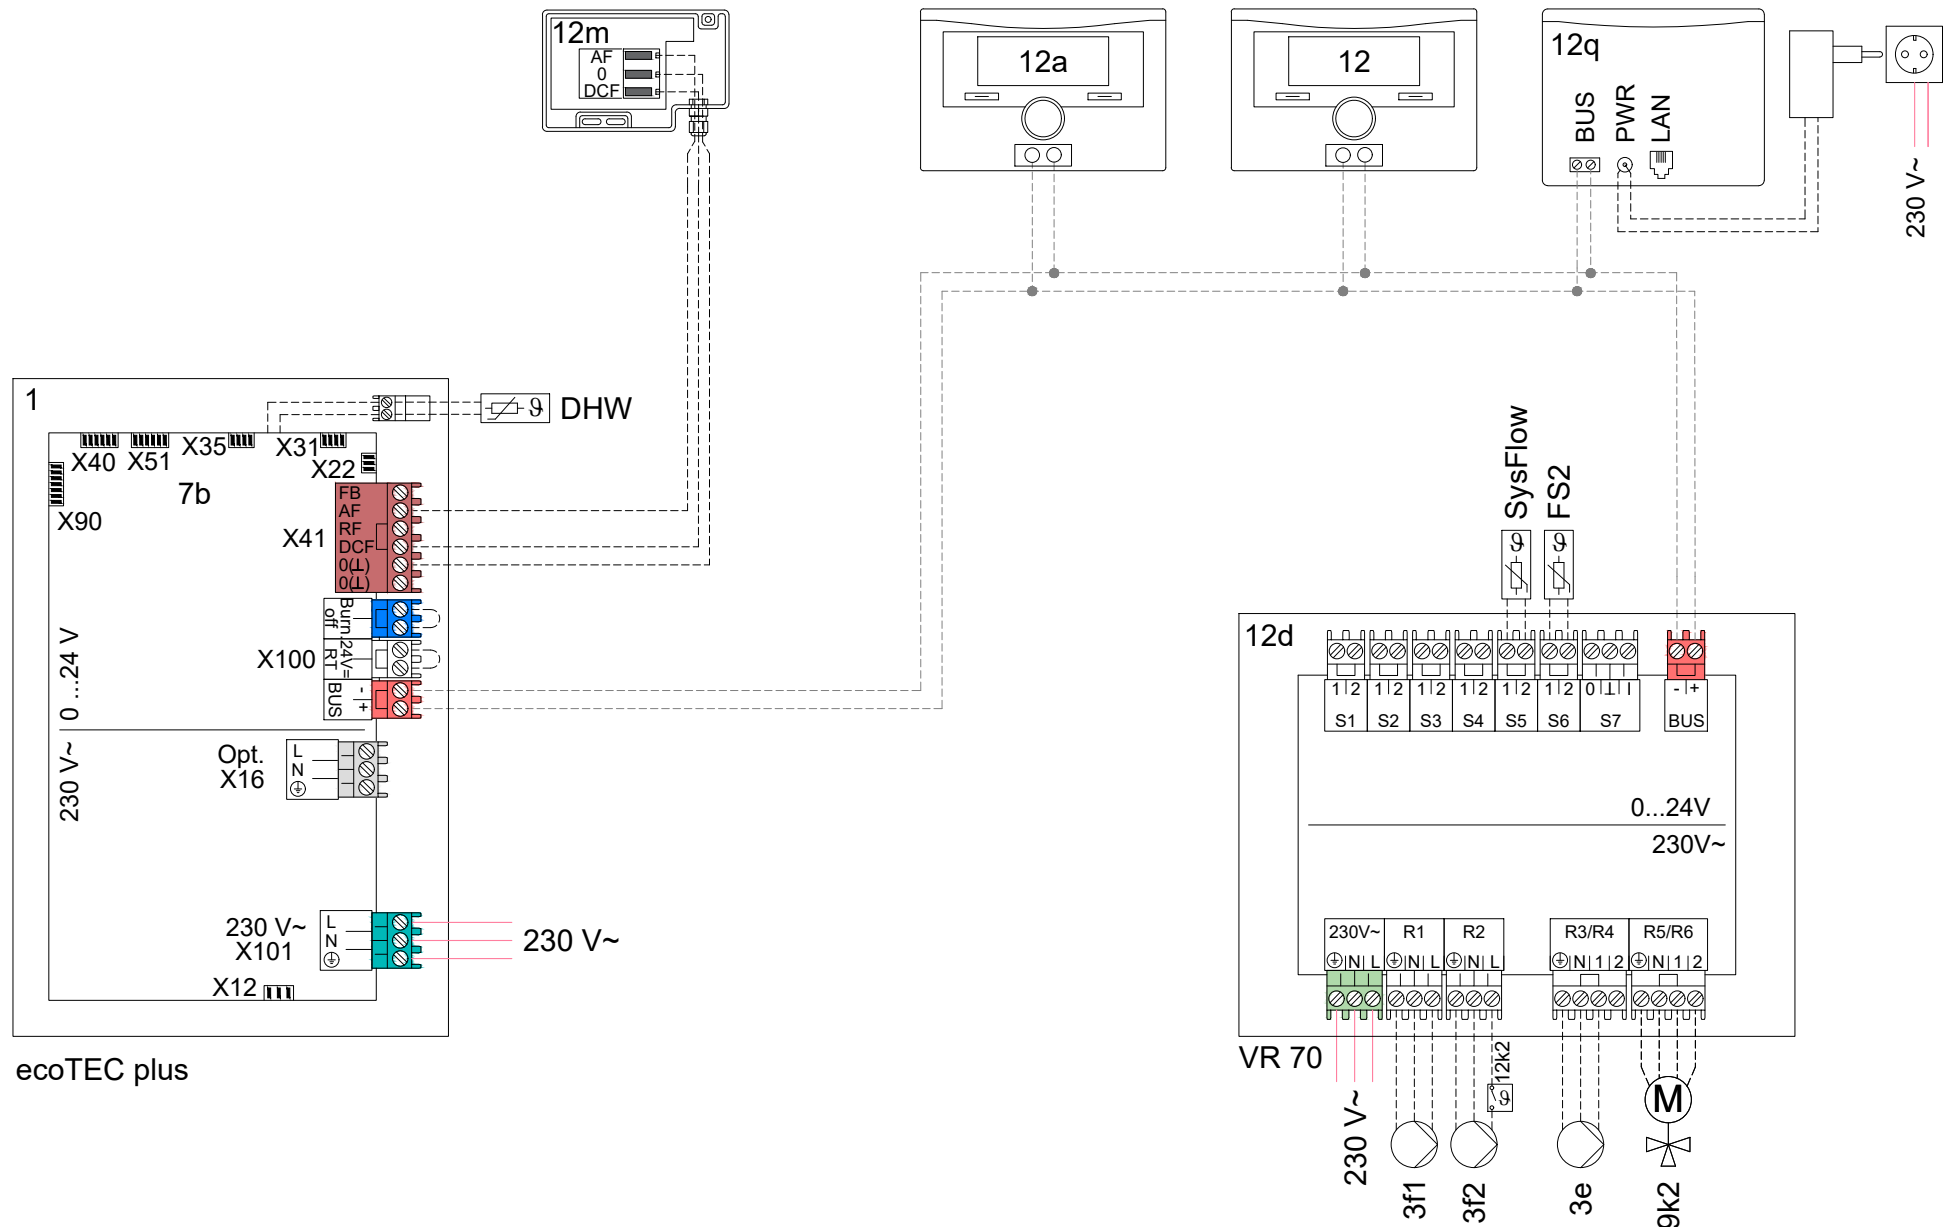 12m
AF
0
DCF
12a
12
12q
BUS
PWR
LAN
230 V~
1
DHW
X40
X51
X35
X31
X22
7b
X90
X41
FB
AF
RF
DCF
0(⊥)
0(⊥)
Burn.
off
X100
24V=
RT
BUS
-
+
0 ...24 V
230 V~
Opt.
X16
L
N
230 V~
X101
L
N
230 V~
X12
ecoTEC plus
SysFlow
FS2
12d
1|2
1|2
1|2
1|2
1|2
1|2
0|⊥|I
-|+
S1
S2
S3
S4
S5
S6
S7
BUS
0...24V
230V~
230V~
R1
R2
R3/R4
R5/R6
⏚|N|L
⏚|N|L
⏚|N|L
⏚|N|1|2
⏚|N|1|2
VR 70
230 V~
12k2
M
3f1
3f2
3e
9k2